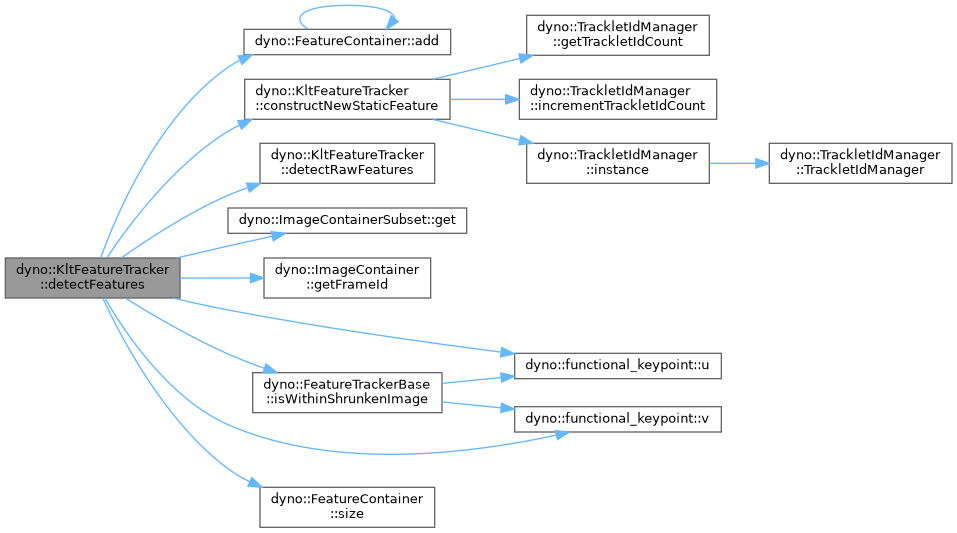 dyno::KltFeatureTracker
::detectFeatures
dyno::FeatureContainer::add
dyno::KltFeatureTracker
::constructNewStaticFeature
dyno::TrackletIdManager
::getTrackletIdCount
dyno::TrackletIdManager
::incrementTrackletIdCount
dyno::TrackletIdManager
::instance
dyno::TrackletIdManager
::TrackletIdManager
dyno::KltFeatureTracker
::detectRawFeatures
dyno::ImageContainerSubset::get
dyno::ImageContainer
::getFrameId
dyno::functional_keypoint::u
dyno::FeatureTrackerBase
::isWithinShrunkenImage
dyno::functional_keypoint::v
dyno::FeatureContainer
::size